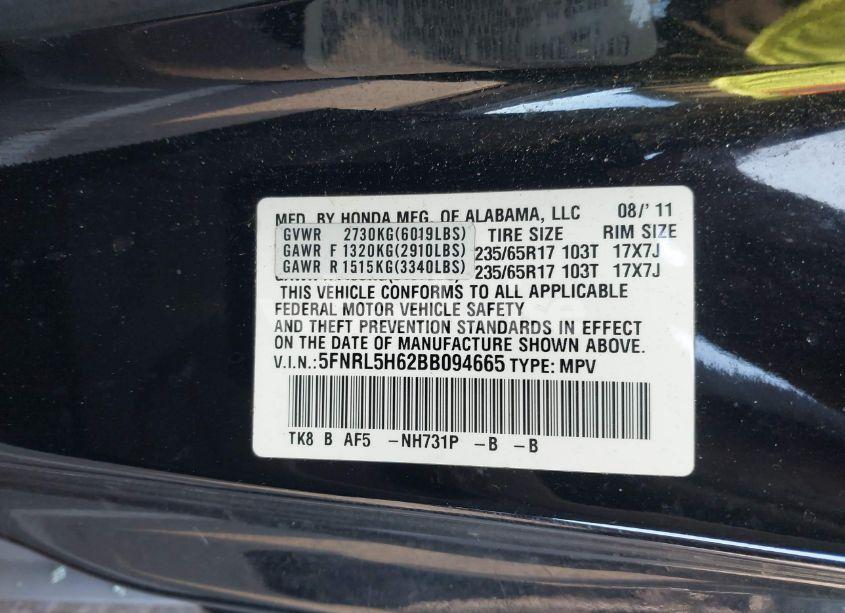 MFD. BY HONDA MFG. OF ALABAMA, LLC 08/'11
GVWR 2730KG(6019LBS) TIRE SIZE RIM SIZE
GAWR F 1320KG(2910LBS) 235/65R17 103T 17X7J
GAWR R 1515KG(3340LBS) 235/65R17 103T 17X7J
THIS VEHICLE CONFORMS TO ALL APPLICABLE
FEDERAL MOTOR VEHICLE SAFETY
AND THEFT PREVENTION STANDARDS IN EFFECT
ON THE DATE OF MANUFACTURE SHOWN ABOVE.
V.I.N.: 5FNRL5H62BB094665 TYPE: MPV
TK8 B AF5 -NH731P -B -B